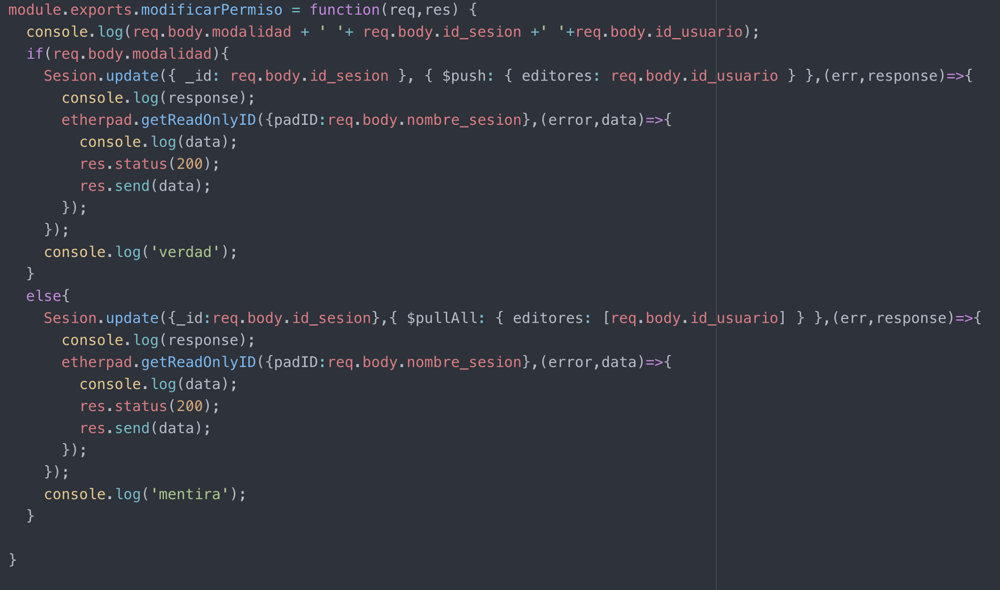 module.exports.modificarPermiso = function(req,res) {
  console.log(req.body.modalidad + ' '+ req.body.id_sesion +' '+req.body.id_usuario);
  if(req.body.modalidad){
    Sesion.update({ _id: req.body.id_sesion }, { $push: { editores: req.body.id_usuario } },(err,response)=>{
      console.log(response);
      etherpad.getReadOnlyID({padID:req.body.nombre_sesion},(error,data)=>{
        console.log(data);
        res.status(200);
        res.send(data);
      });
    });
    console.log('verdad');
  }
  else{
    Sesion.update({_id:req.body.id_sesion},{ $pullAll: { editores: [req.body.id_usuario] } },(err,response)=>{
      console.log(response);
      etherpad.getReadOnlyID({padID:req.body.nombre_sesion},(error,data)=>{
        console.log(data);
        res.status(200);
        res.send(data);
      });
    });
    console.log('mentira');
  }

}